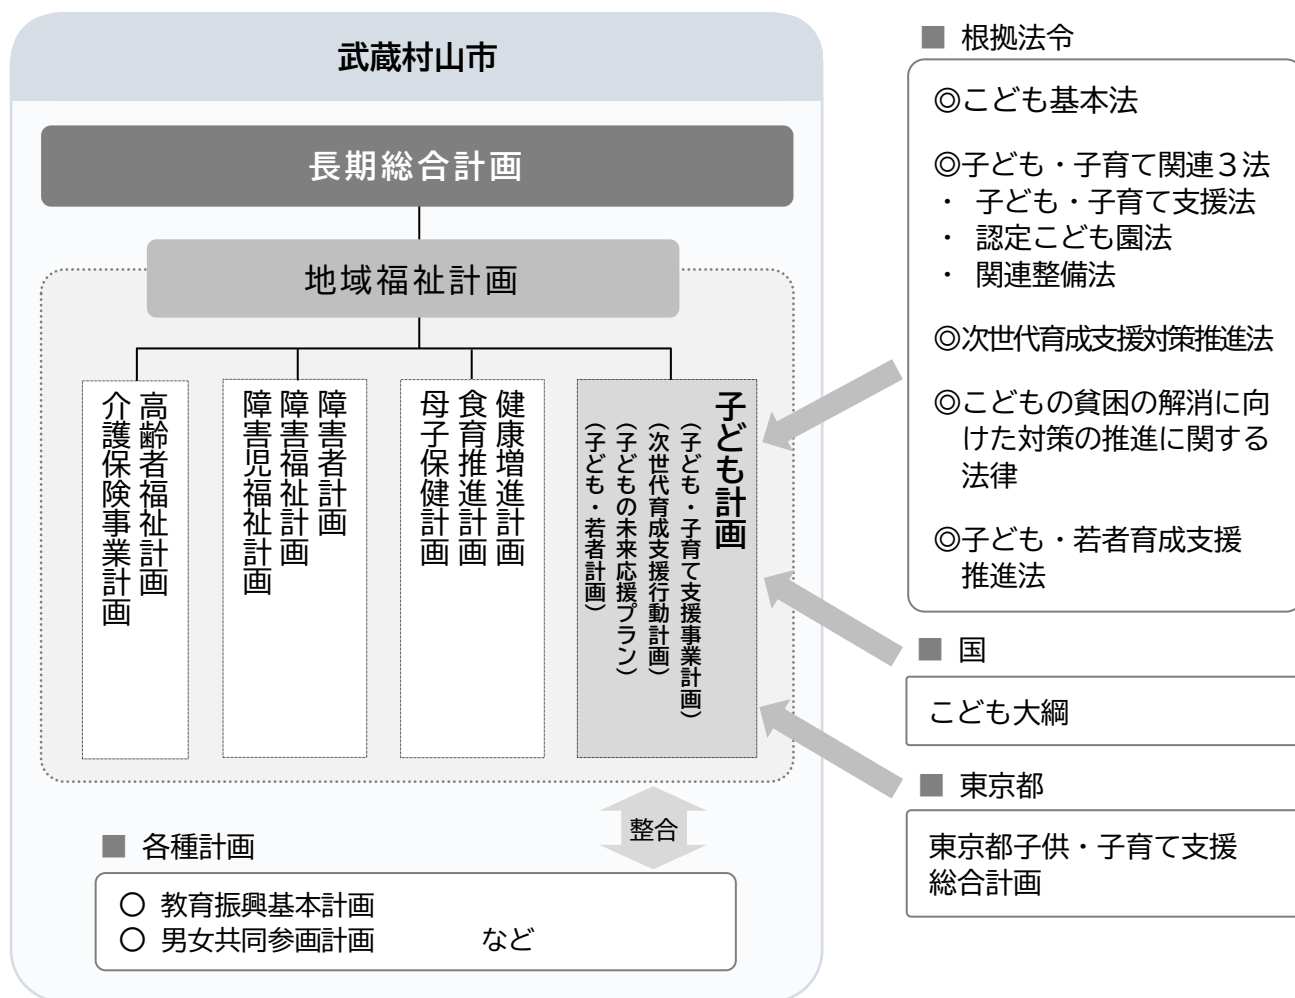 武蔵村山市
長期総合計画
地域福祉計画
高齢者福祉計画
介護保険事業計画
障害者計画
障害福祉計画
障害児福祉計画
健康増進計画
食育推進計画
母子保健計画
子ども計画
(子ども・子育て支援事業計画)
(次世代育成支援行動計画)
(子どもの未来応援プラン)
(子ども・若者計画)
整合
■ 各種計画
○ 教育振興基本計画
○ 男女共同参画計画 など
■ 根拠法令
◎こども基本法
◎子ども・子育て関連３法
・ 子ども・子育て支援法
・ 認定こども園法
・ 関連整備法
◎次世代育成支援対策推進法
◎こどもの貧困の解消に向
けた対策の推進に関する
法律
◎子ども・若者育成支援
推進法
■ 国
こども大綱
■ 東京都
東京都子供・子育て支援
総合計画